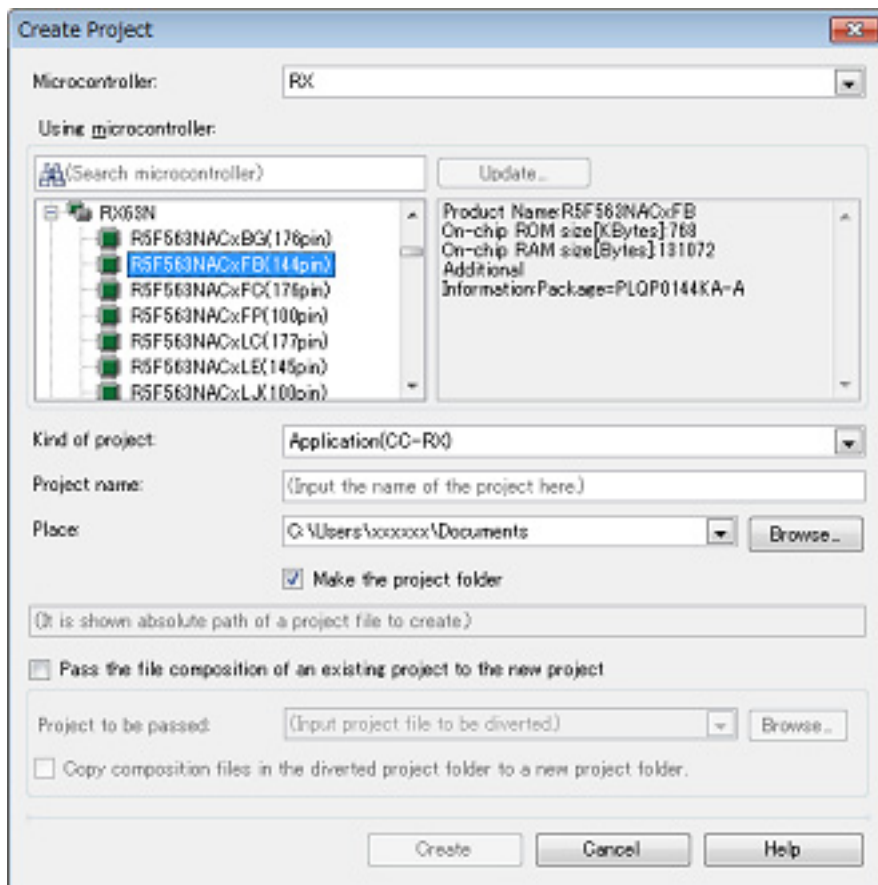 Create Project
Microcontroller: RX
Using microcontroller:
(Search microcontroller) Update...
RX63N
R5F563NACxBG(176pin)
R5F563NACxFB(144pin)
R5F563NACxFC(176pin)
R5F563NACxFP(100pin)
R5F563NACxLC(177pin)
R5F563NACxLE(145pin)
R5F563NACxLJ(100pin)
Product Name:R5F563NACxFB
On-chip ROM size[KBytes]:768
On-chip RAM size[Bytes]:131072
Additional
Information:Package=PLQP0144KA-A
Kind of project: Application(CC-RX)
Project name: (Input the name of the project here.)
Place: C:\Users\xxxxxx\Documents Browse...
Make the project folder
(It is shown absolute path of a project file to create)
Pass the file composition of an existing project to the new project
Project to be passed: (Input project file to be diverted.) Browse...
Copy composition files in the diverted project folder to a new project folder.
Create Cancel Help